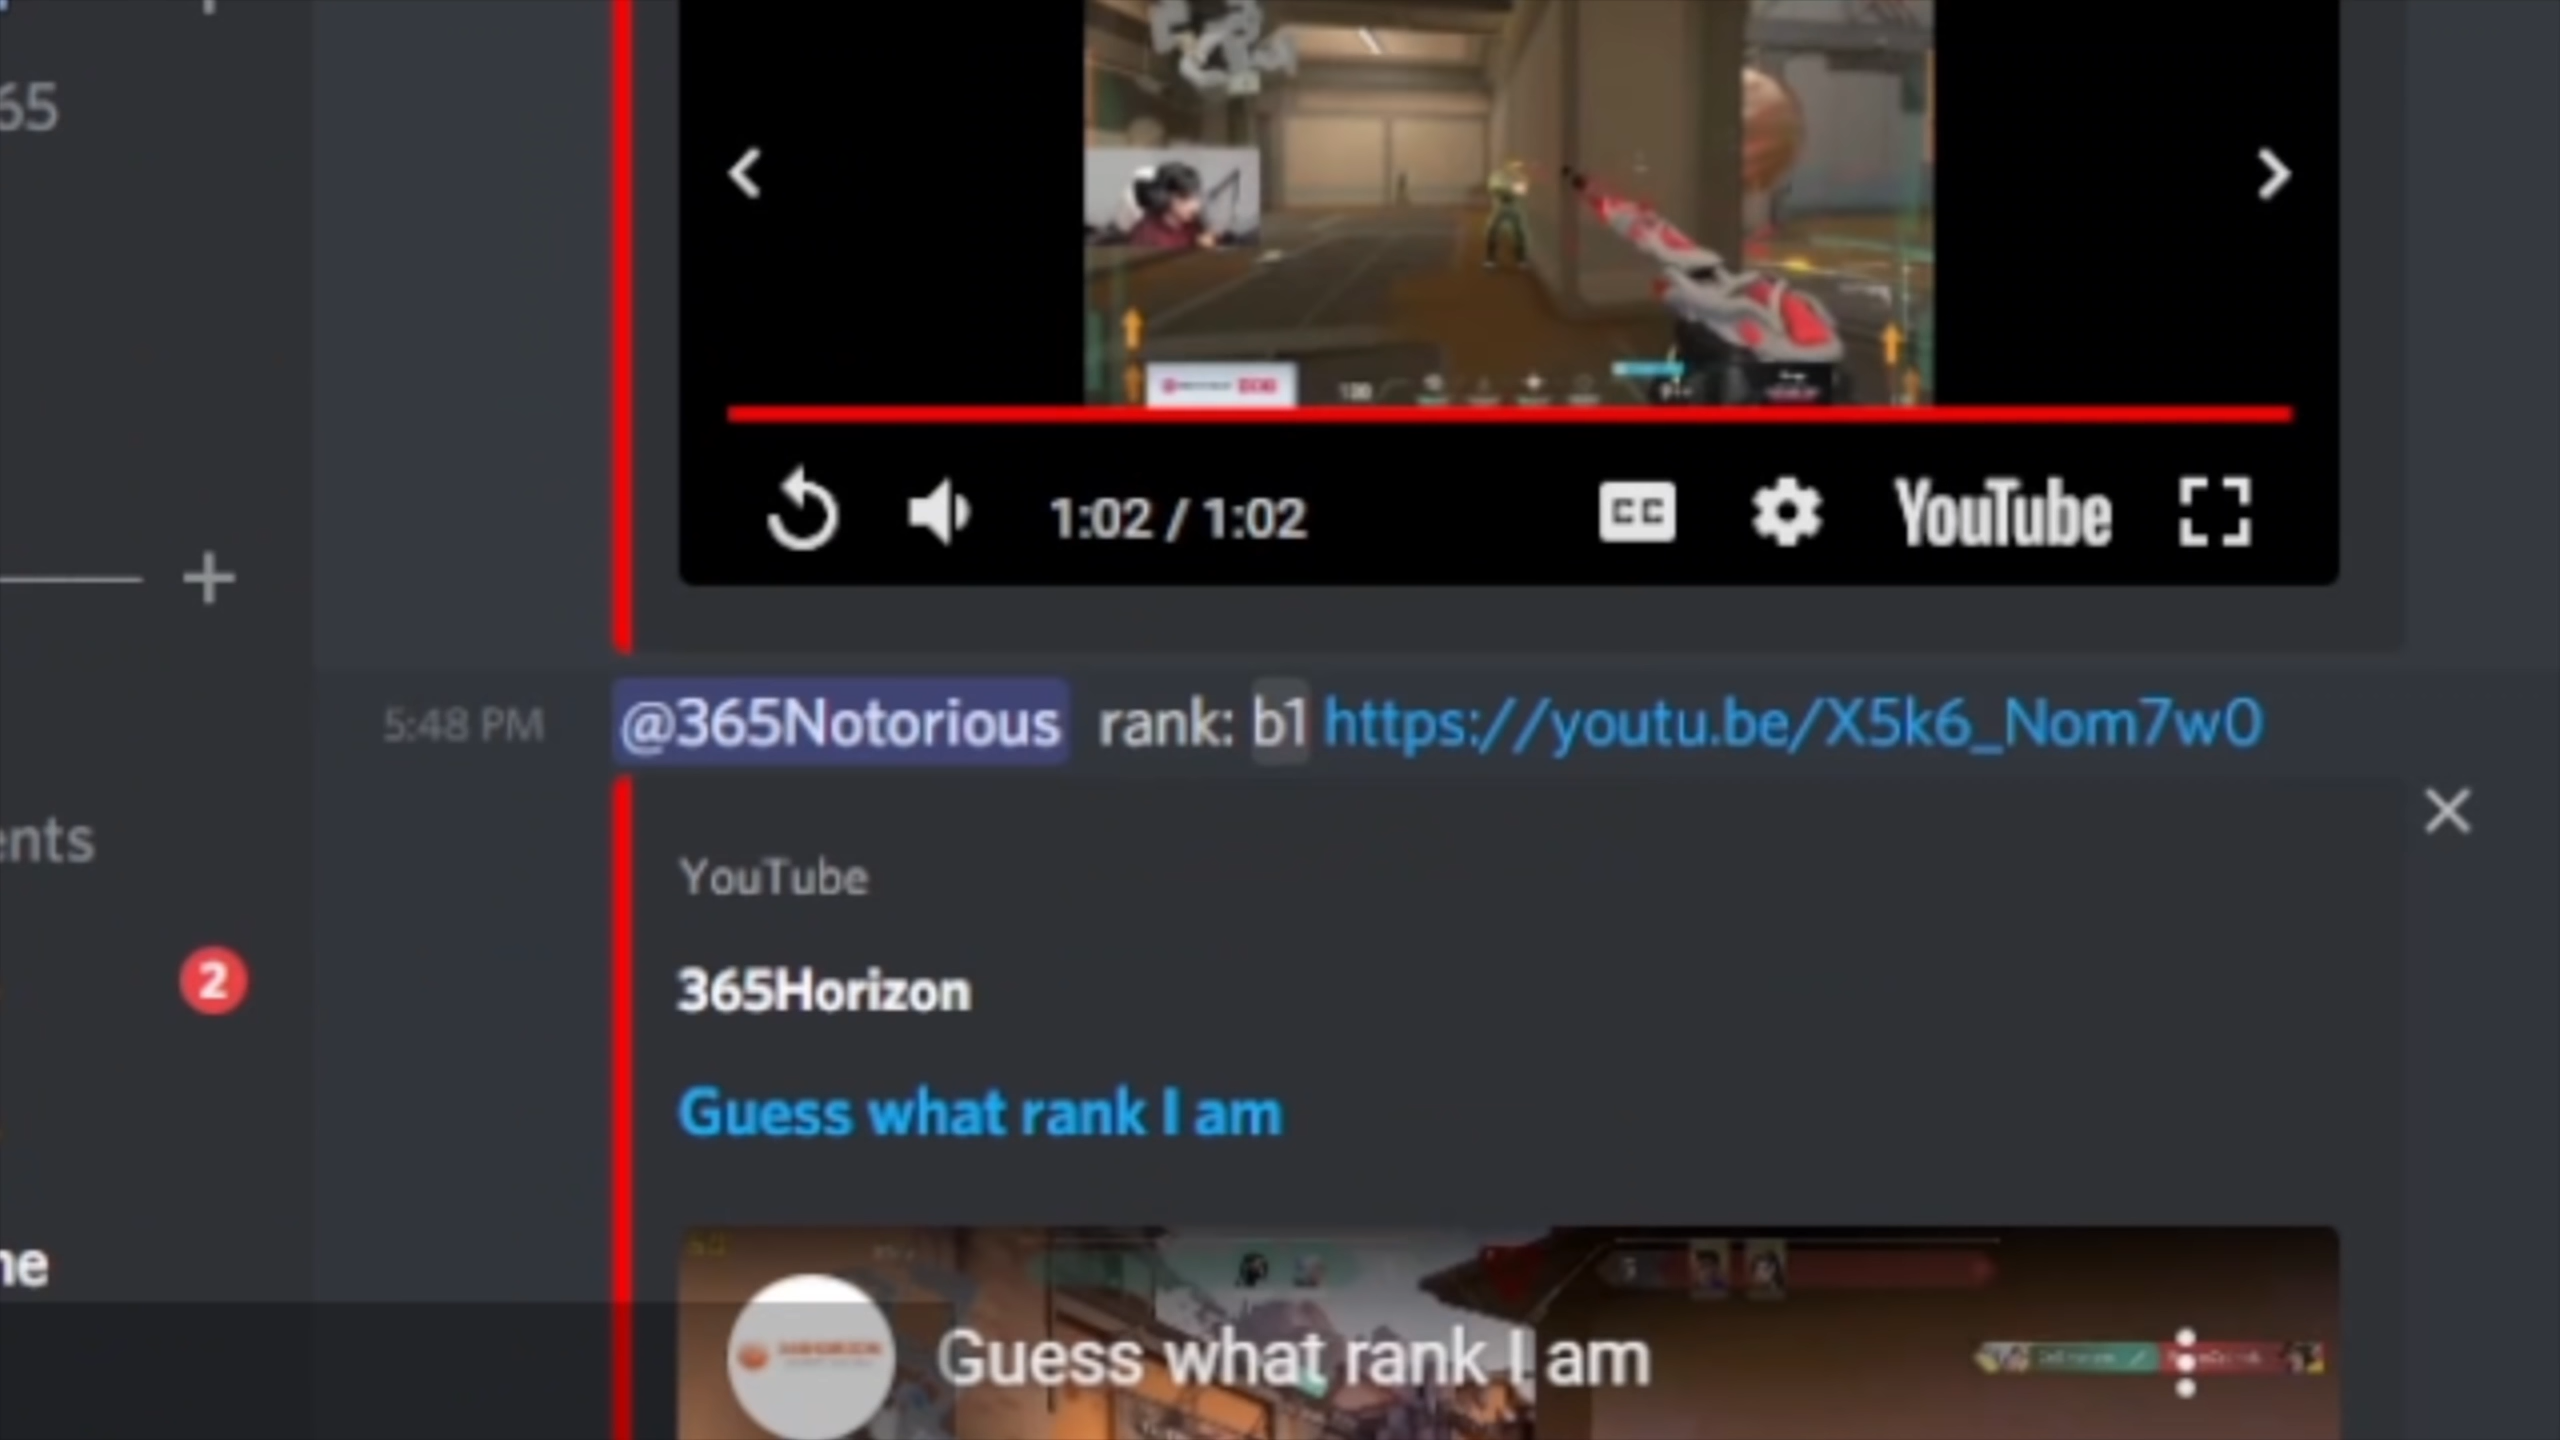 65
1:02 / 1:02
CC
YouTube
5:48 PM @365Notorious rank: b1 https://youtu.be/X5k6_Nom7w0
ents
YouTube
2
365Horizon
Guess what rank I am
ne
Guess what rank I am